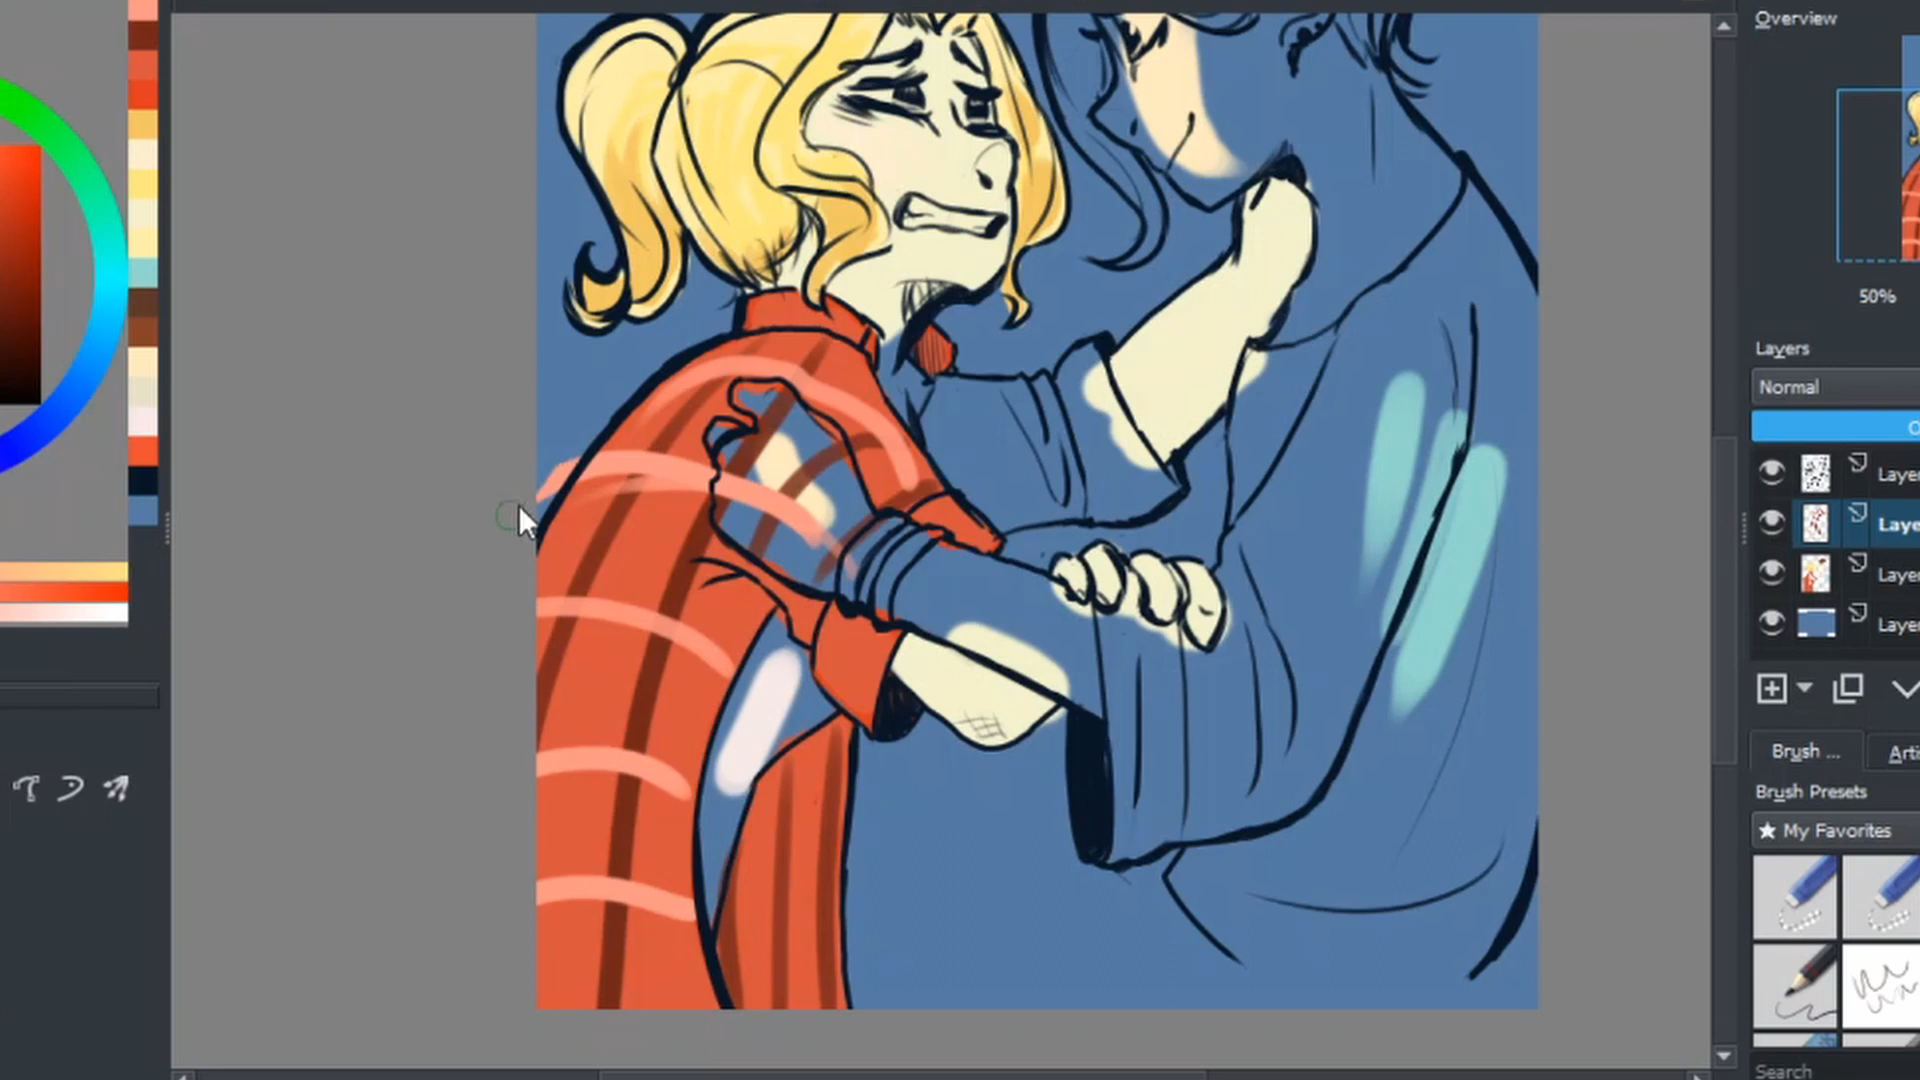 Overview
50%
Layers
Normal
O
Laye
Laye
Laye
Laye
Brush ...
Arti
Brush Presets
★ My Favorites
Search